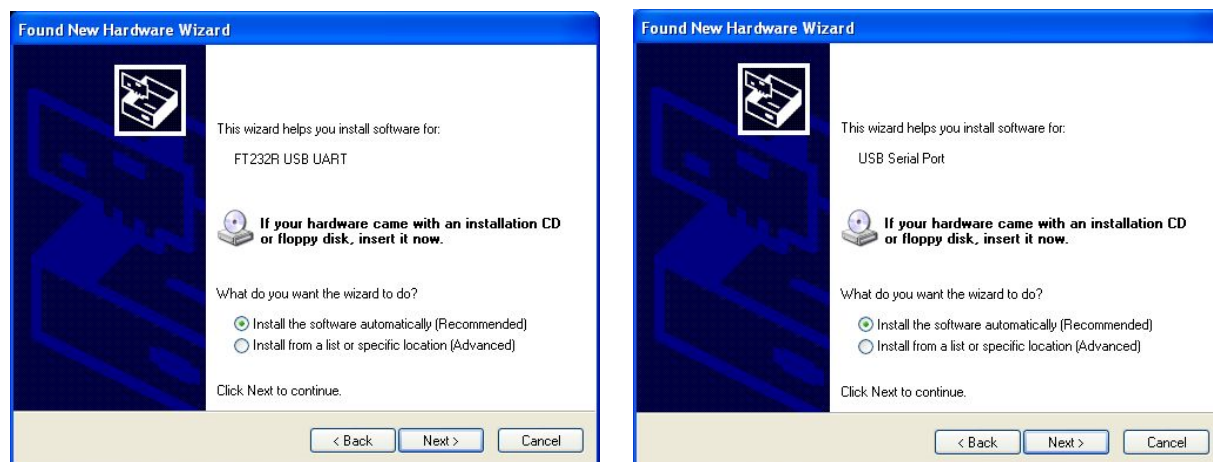 Found New Hardware Wizard
This wizard helps you install software for:
FT232R USB UART
If your hardware came with an installation CD
or floppy disk, insert it now.
What do you want the wizard to do?
Install the software automatically (Recommended)
Install from a list or specific location (Advanced)
Click Next to continue.
< Back
Next >
Cancel
Found New Hardware Wizard
This wizard helps you install software for:
USB Serial Port
If your hardware came with an installation CD
or floppy disk, insert it now.
What do you want the wizard to do?
Install the software automatically (Recommended)
Install from a list or specific location (Advanced)
Click Next to continue.
< Back
Next >
Cancel